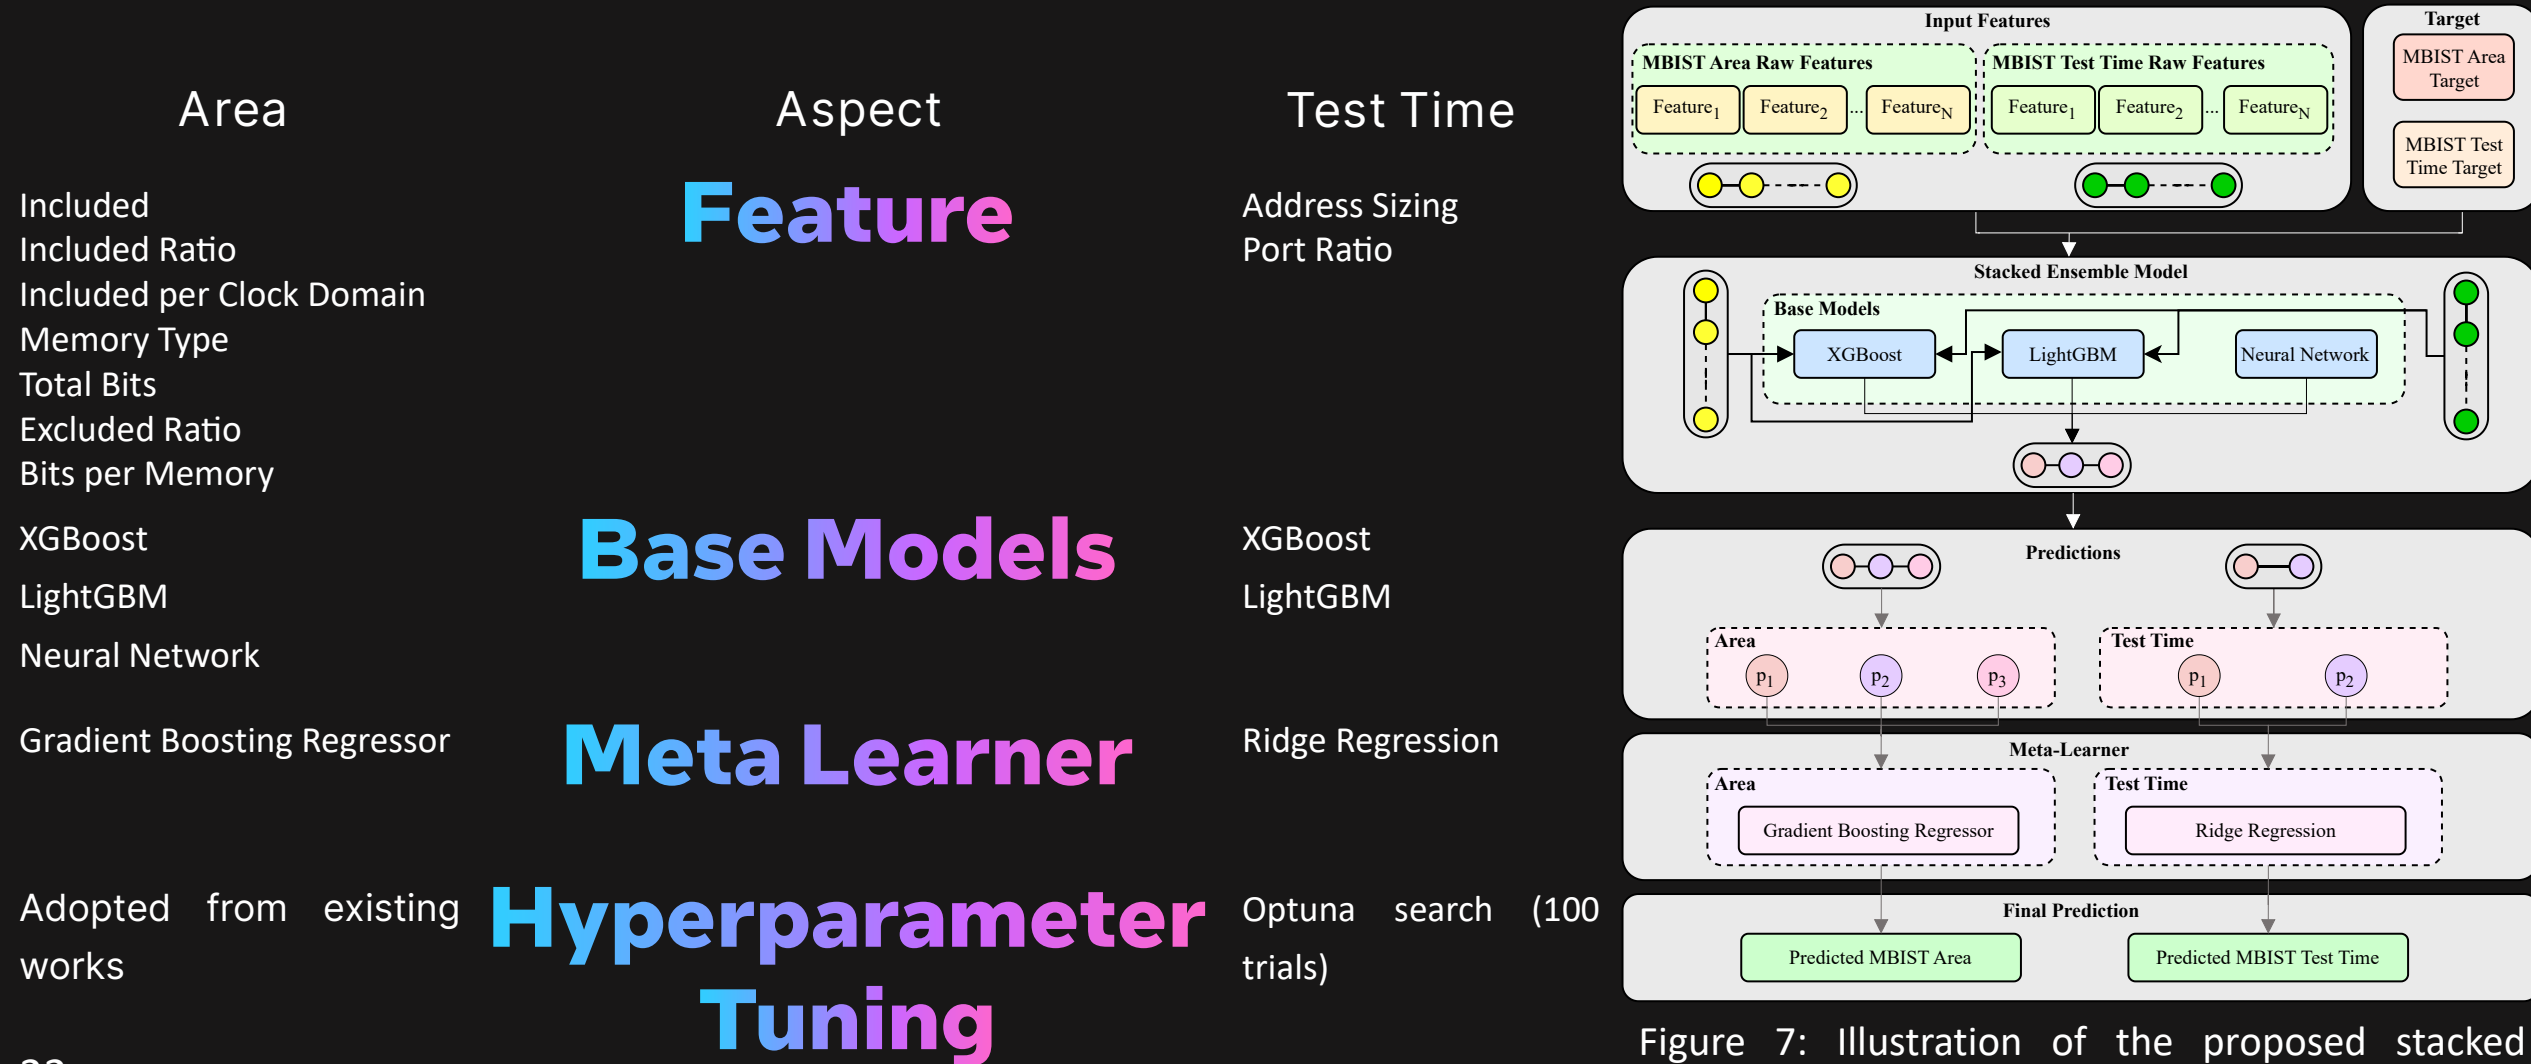 Area
Aspect
Test Time
Included
Included Ratio
Included per Clock Domain
Memory Type
Total Bits
Excluded Ratio
Bits per Memory
Feature
Address Sizing
Port Ratio
XGBoost
LightGBM
Neural Network
Base Models
XGBoost
LightGBM
Gradient Boosting Regressor
Meta Learner
Ridge Regression
Adopted from existing
works
Hyperparameter
Tuning
Optuna search (100
trials)
Input Features
MBIST Area Raw Features
Feature1 Feature2 ... FeatureN
MBIST Test Time Raw Features
Feature1 Feature2 ... FeatureN
Target
MBIST Area
Target
MBIST Test
Time Target
Stacked Ensemble Model
Base Models
XGBoost
LightGBM
Neural Network
Predictions
Area
p1 p2 p3
Test Time
p1 p2
Meta-Learner
Area
Gradient Boosting Regressor
Test Time
Ridge Regression
Final Prediction
Predicted MBIST Area
Predicted MBIST Test Time
Figure 7: Illustration of the proposed stacked